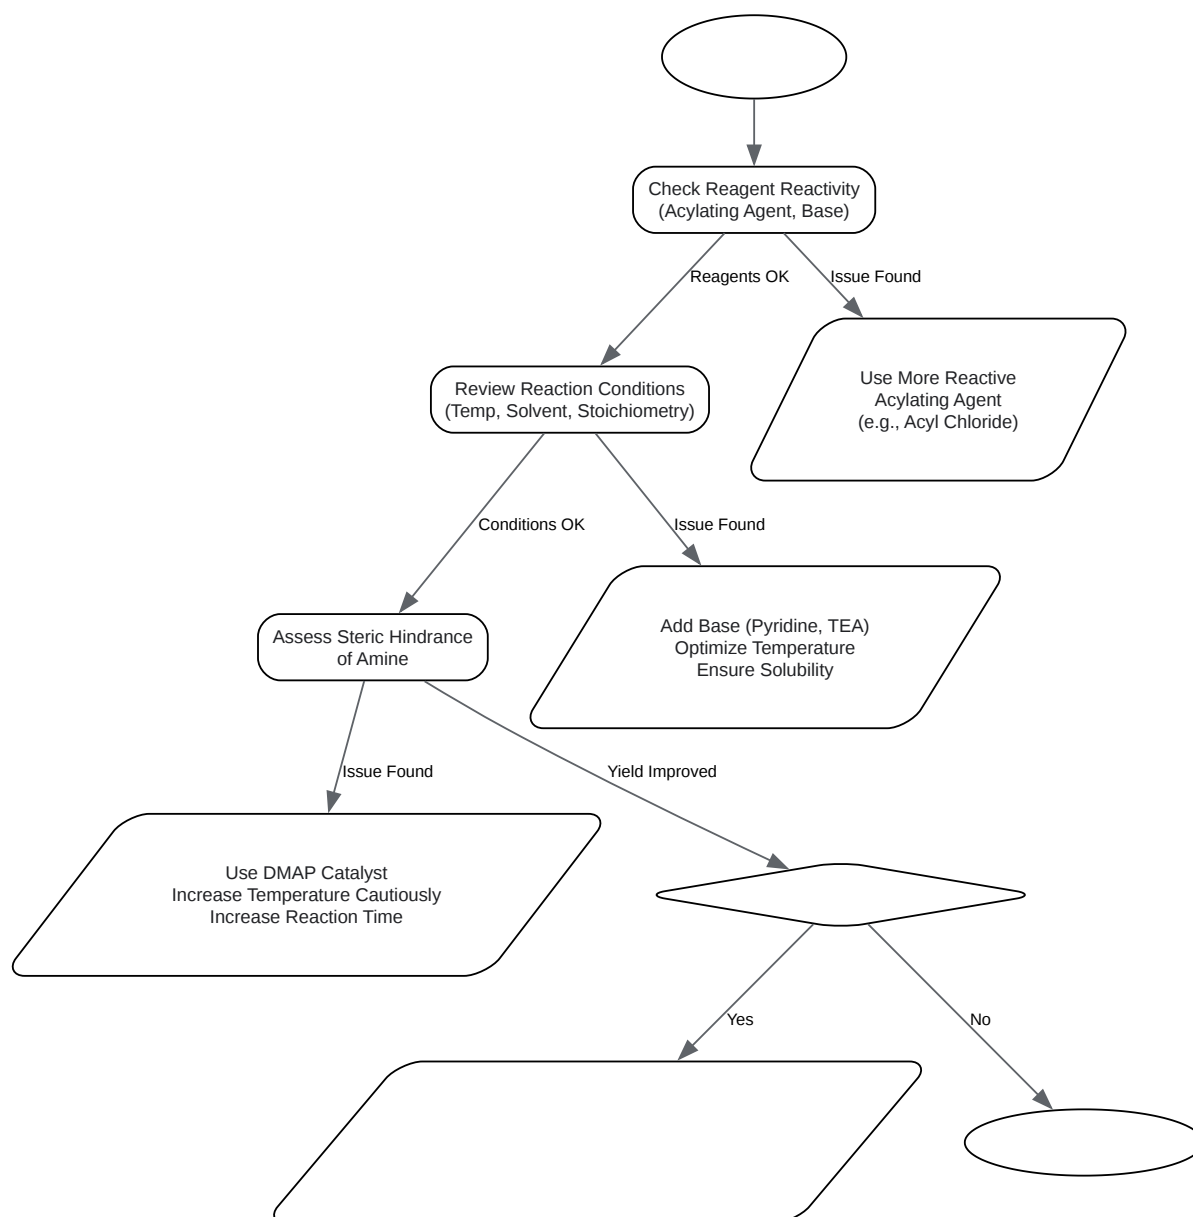 Check Reagent Reactivity
(Acylating Agent, Base)
Reagents OK
Issue Found
Use More Reactive
Acylating Agent
(e.g., Acyl Chloride)
Review Reaction Conditions
(Temp, Solvent, Stoichiometry)
Conditions OK
Issue Found
Add Base (Pyridine, TEA)
Optimize Temperature
Ensure Solubility
Assess Steric Hindrance
of Amine
Issue Found
Yield Improved
Use DMAP Catalyst
Increase Temperature Cautiously
Increase Reaction Time
Yes
No